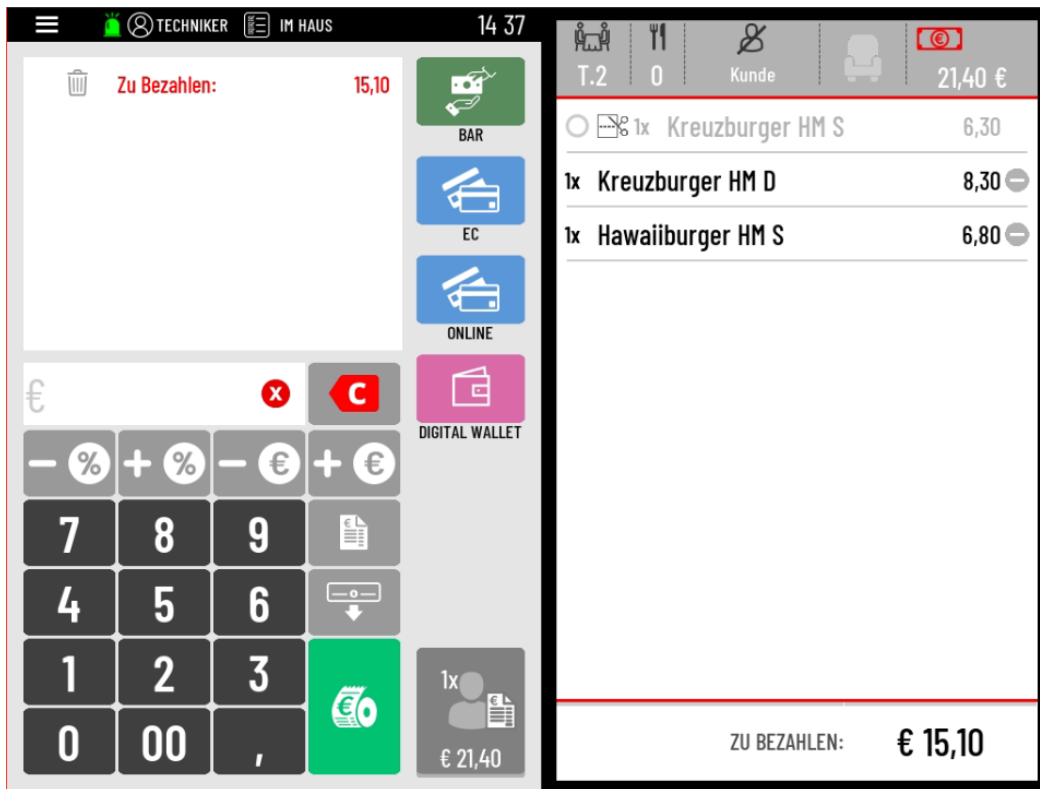 TECHNIKER
IM HAUS
14 37
Zu Bezahlen: 15,10
BAR
EC
ONLINE
DIGITAL WALLET
€
X
C
- %
+ %
- €
+ €
7 8 9
4 5 6
1 2 3
0 00 ,
1x
€ 21,40
T.2
0
Kunde
21,40 €
1x Kreuzburger HM S 6,30
1x Kreuzburger HM D 8,30
1x Hawaiiburger HM S 6,80
ZU BEZAHLEN: € 15,10